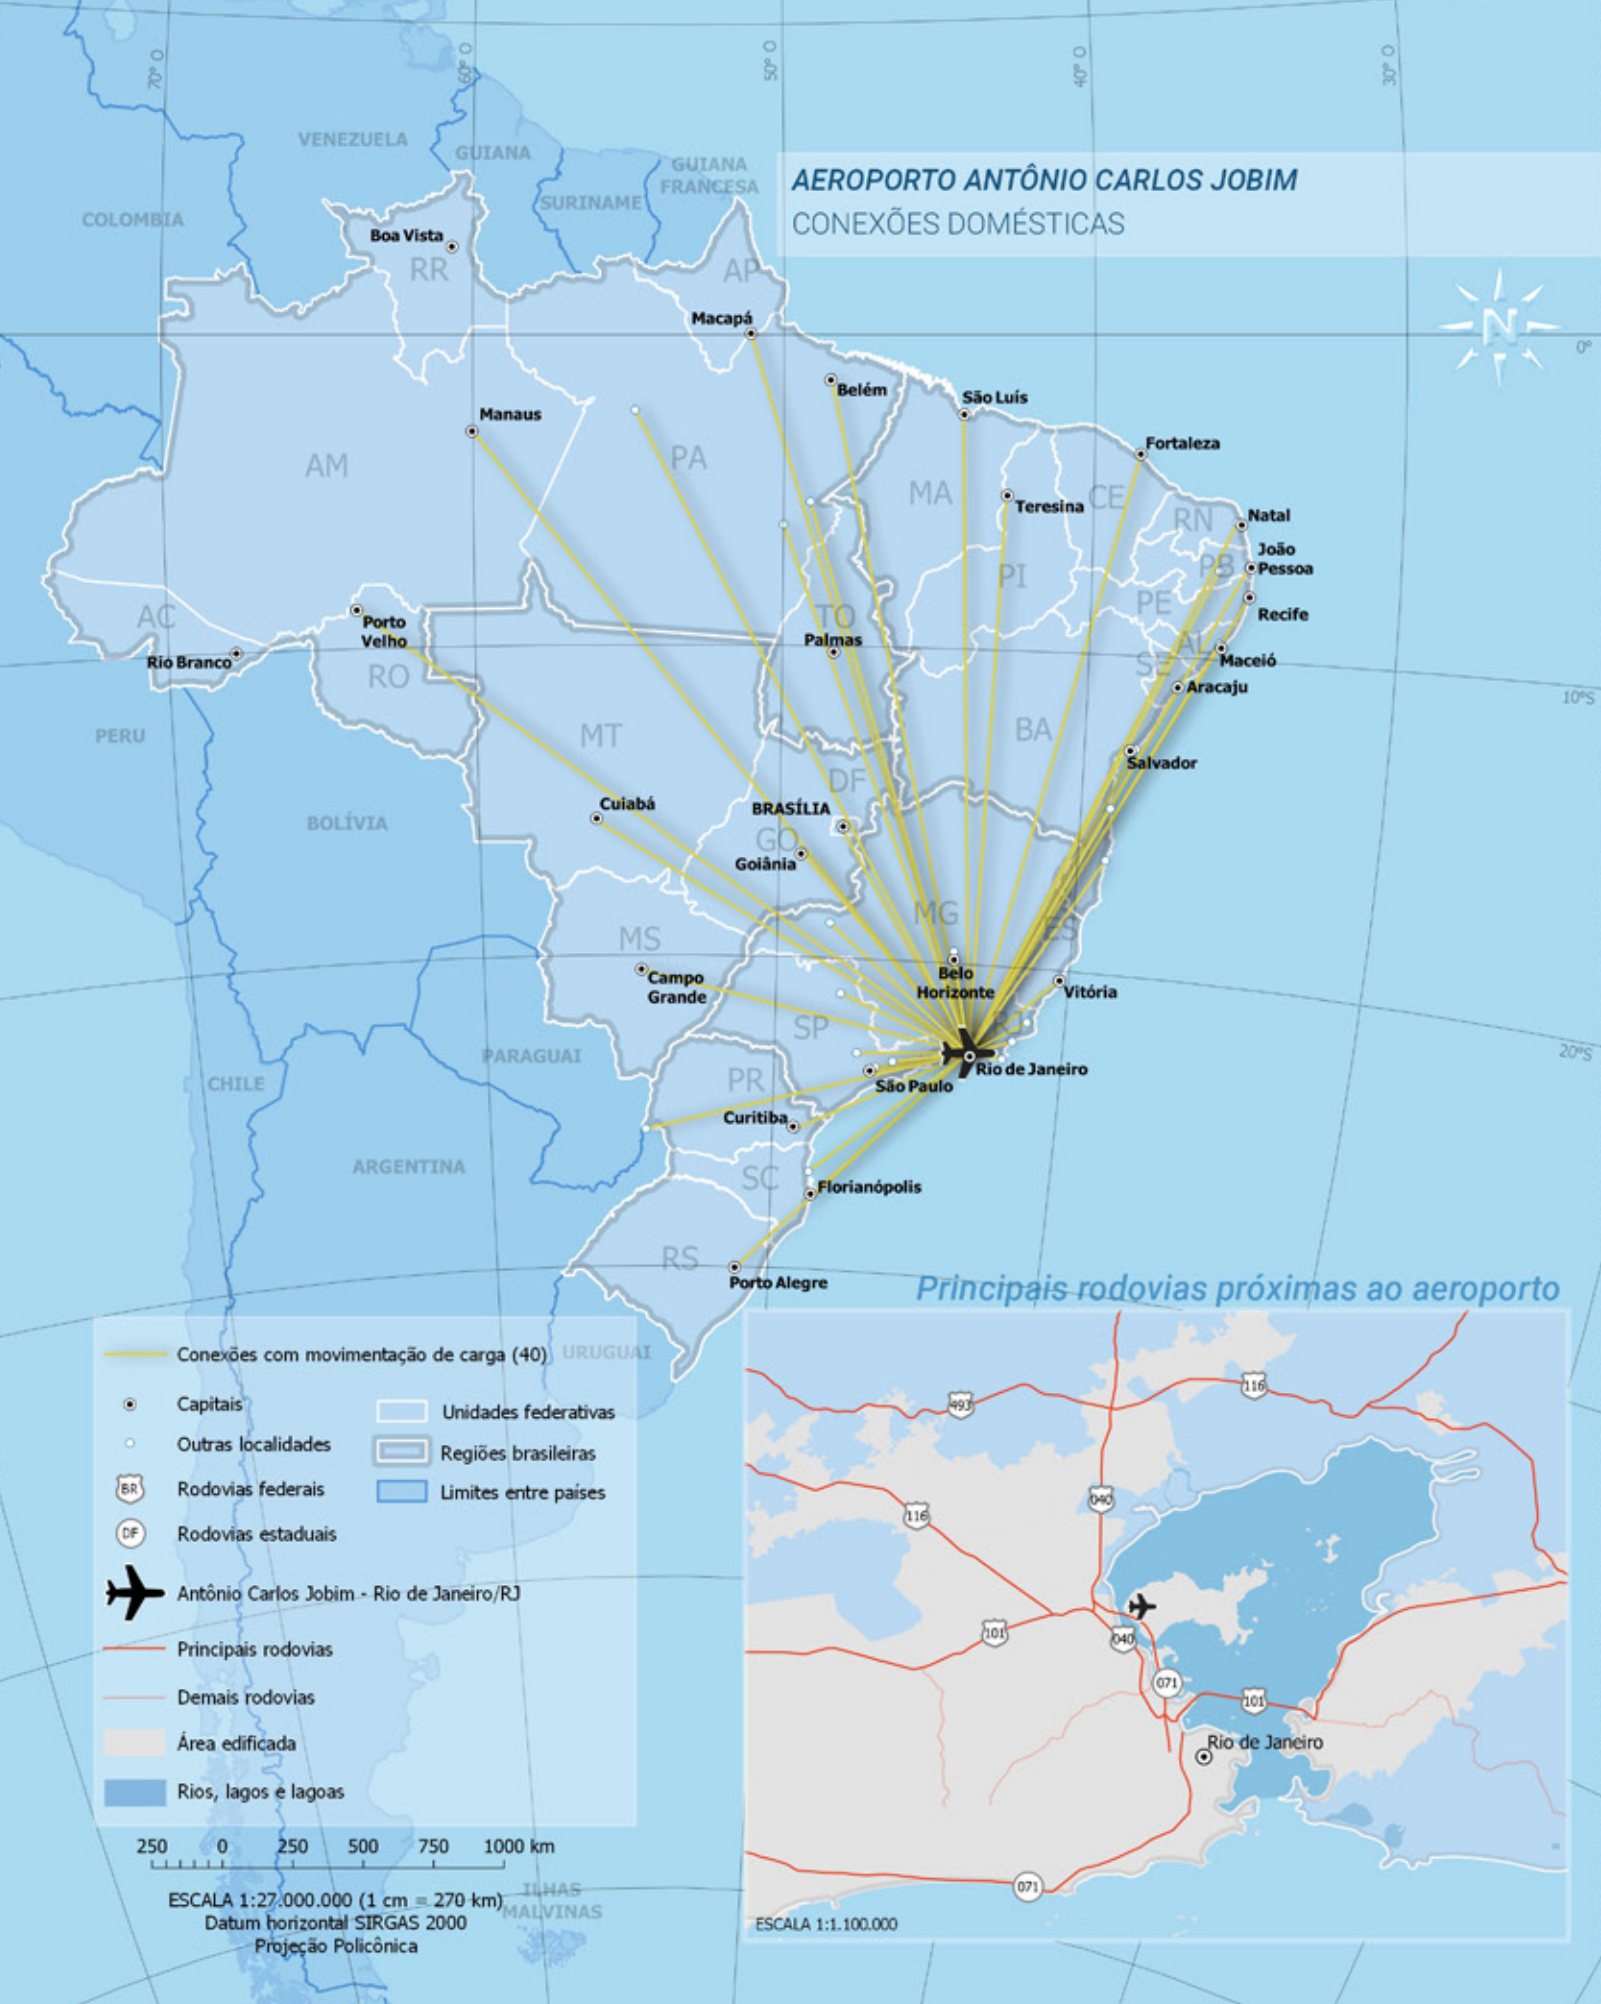 70° O
60° O
50° O
40° O
30° O
VENEZUELA
GUIANA
GUIANA
FRANCESA
SURINAME
COLOMBIA
AEROPORTO ANTÔNIO CARLOS JOBIM
CONEXÕES DOMÉSTICAS
Boa Vista
RR
AP
N
Macapá
0°
Belém
São Luís
Manaus
Fortaleza
AM
PA
MA
CE
Teresina
RN
Natal
João
Pessoa
PB
PI
PE
Recife
AC
Porto
Velho
TO
Palmas
AL
Maceió
Rio Branco
RO
SE
Aracaju
10°S
PERU
MT
BA
Salvador
DF
Cuiabá
BRASÍLIA
BOLÍVIA
GO
Goiânia
MG
ES
MS
Campo
Grande
Belo
Horizonte
Vitória
SP
RJ
PARAGUAI
20°S
Rio de Janeiro
CHILE
PR
São Paulo
Curitiba
ARGENTINA
SC
Florianópolis
RS
Porto Alegre
URUGUAI
Conexões com movimentação de carga (40)
Capitais
Outras localidades
BR
Rodovias federais
DF
Rodovias estaduais
Unidades federativas
Regiões brasileiras
Limites entre países
Antônio Carlos Jobim - Rio de Janeiro/RJ
Principais rodovias
Demais rodovias
Área edificada
Rios, lagos e lagoas
250 0 250 500 750 1000 km
ESCALA 1:27.000.000 (1 cm = 270 km)
Datum horizontal SIRGAS 2000
Projeção Policônica
ILHAS
MALVINAS
Principais rodovias próximas ao aeroporto
116
493
040
116
101
040
071
101
Rio de Janeiro
071
ESCALA 1:1.100.000